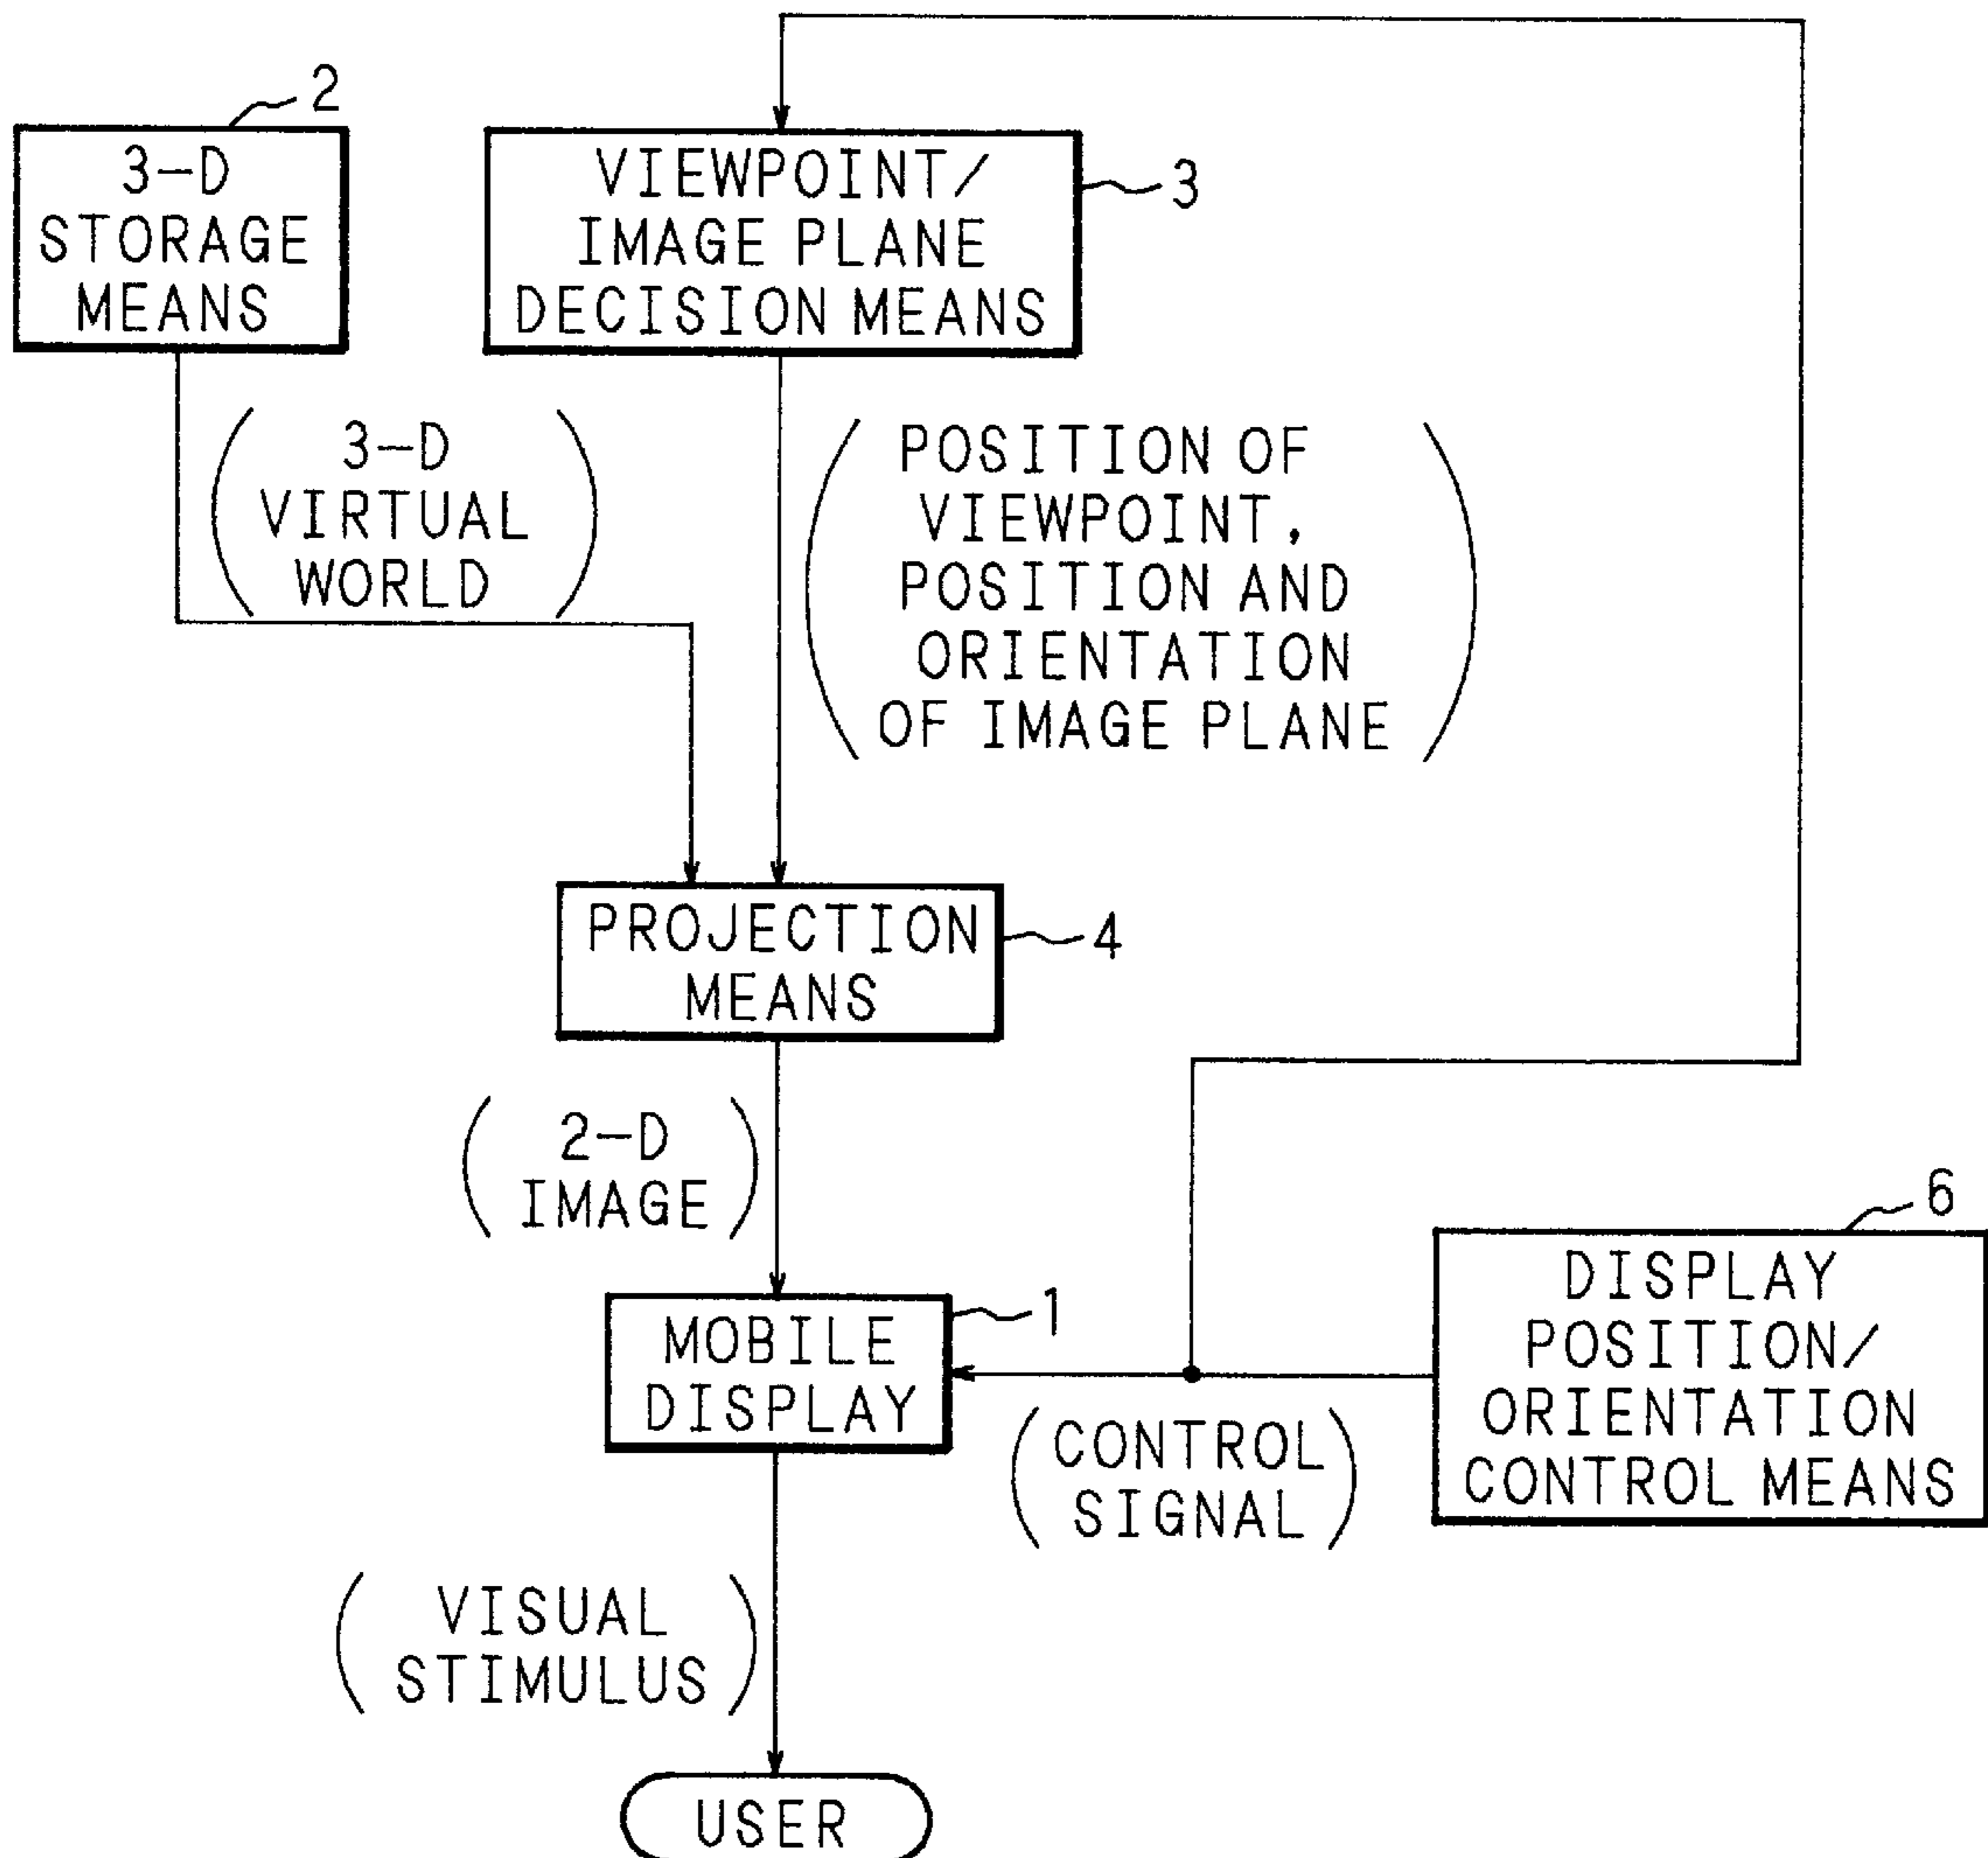 2
3-D
STORAGE
MEANS
VIEWPOINT/
IMAGE PLANE
DECISION MEANS
3
3-D
VIRTUAL
WORLD
POSITION OF
VIEWPOINT,
POSITION AND
ORIENTATION
OF IMAGE PLANE
PROJECTION
MEANS
4
2-D
IMAGE
MOBILE
DISPLAY
1
6
DISPLAY
POSITION/
ORIENTATION
CONTROL MEANS
CONTROL
SIGNAL
VISUAL
STIMULUS
USER